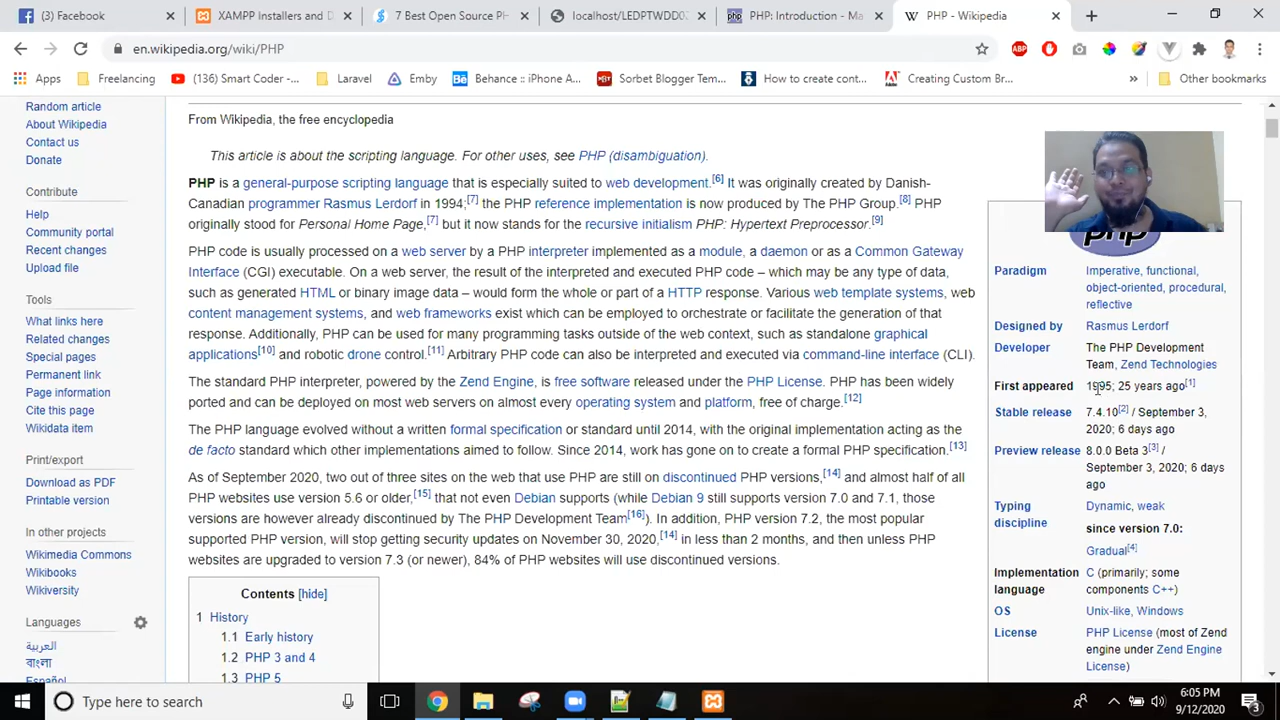 (3) Facebook
XAMPP Installers and D
7 Best Open Source PH
localhost/LEDPTWDD03
PHP: Introduction - Ma
PHP - Wikipedia
en.wikipedia.org/wiki/PHP
Apps
Freelancing
(136) Smart Coder -...
Laravel
Emby
Behance :: iPhone A...
Sorbet Blogger Tem...
How to create cont...
Creating Custom Br...
Other bookmarks
Random article
About Wikipedia
Contact us
Donate
Contribute
Help
Community portal
Recent changes
Upload file
Tools
What links here
Related changes
Special pages
Permanent link
Page information
Cite this page
Wikidata item
Print/export
Download as PDF
Printable version
In other projects
Wikimedia Commons
Wikibooks
Wikiversity
Languages
العربية
বাংলা
Español
From Wikipedia, the free encyclopedia
This article is about the scripting language. For other uses, see PHP (disambiguation).
PHP is a general-purpose scripting language that is especially suited to web development.[6] It was originally created by Danish-
Canadian programmer Rasmus Lerdorf in 1994;[7] the PHP reference implementation is now produced by The PHP Group.[8] PHP
originally stood for Personal Home Page,[7] but it now stands for the recursive initialism PHP: Hypertext Preprocessor.[9]
PHP code is usually processed on a web server by a PHP interpreter implemented as a module, a daemon or as a Common Gateway
Interface (CGI) executable. On a web server, the result of the interpreted and executed PHP code – which may be any type of data,
such as generated HTML or binary image data – would form the whole or part of a HTTP response. Various web template systems, web
content management systems, and web frameworks exist which can be employed to orchestrate or facilitate the generation of that
response. Additionally, PHP can be used for many programming tasks outside of the web context, such as standalone graphical
applications[10] and robotic drone control.[11] Arbitrary PHP code can also be interpreted and executed via command-line interface (CLI).
The standard PHP interpreter, powered by the Zend Engine, is free software released under the PHP License. PHP has been widely
ported and can be deployed on most web servers on almost every operating system and platform, free of charge.[12]
The PHP language evolved without a written formal specification or standard until 2014, with the original implementation acting as the
de facto standard which other implementations aimed to follow. Since 2014, work has gone on to create a formal PHP specification.[13]
As of September 2020, two out of three sites on the web that use PHP are still on discontinued PHP versions,[14] and almost half of all
PHP websites use version 5.6 or older,[15] that not even Debian supports (while Debian 9 still supports version 7.0 and 7.1, those
versions are however already discontinued by The PHP Development Team[16]). In addition, PHP version 7.2, the most popular
supported PHP version, will stop getting security updates on November 30, 2020,[14] in less than 2 months, and then unless PHP
websites are upgraded to version 7.3 (or newer), 84% of PHP websites will use discontinued versions.
Contents [hide]
1 History
1.1 Early history
1.2 PHP 3 and 4
1.3 PHP 5
php
Paradigm Imperative, functional,
object-oriented, procedural,
reflective
Designed by Rasmus Lerdorf
Developer The PHP Development
Team, Zend Technologies
First appeared 1995; 25 years ago[1]
Stable release 7.4.10[2] / September 3,
2020; 6 days ago
Preview release 8.0.0 Beta 3[3] /
September 3, 2020; 6 days
ago
Typing Dynamic, weak
discipline
since version 7.0:
Gradual[4]
Implementation C (primarily; some
language components C++)
OS Unix-like, Windows
License PHP License (most of Zend
engine under Zend Engine
License)
Type here to search
6:05 PM
9/12/2020
3